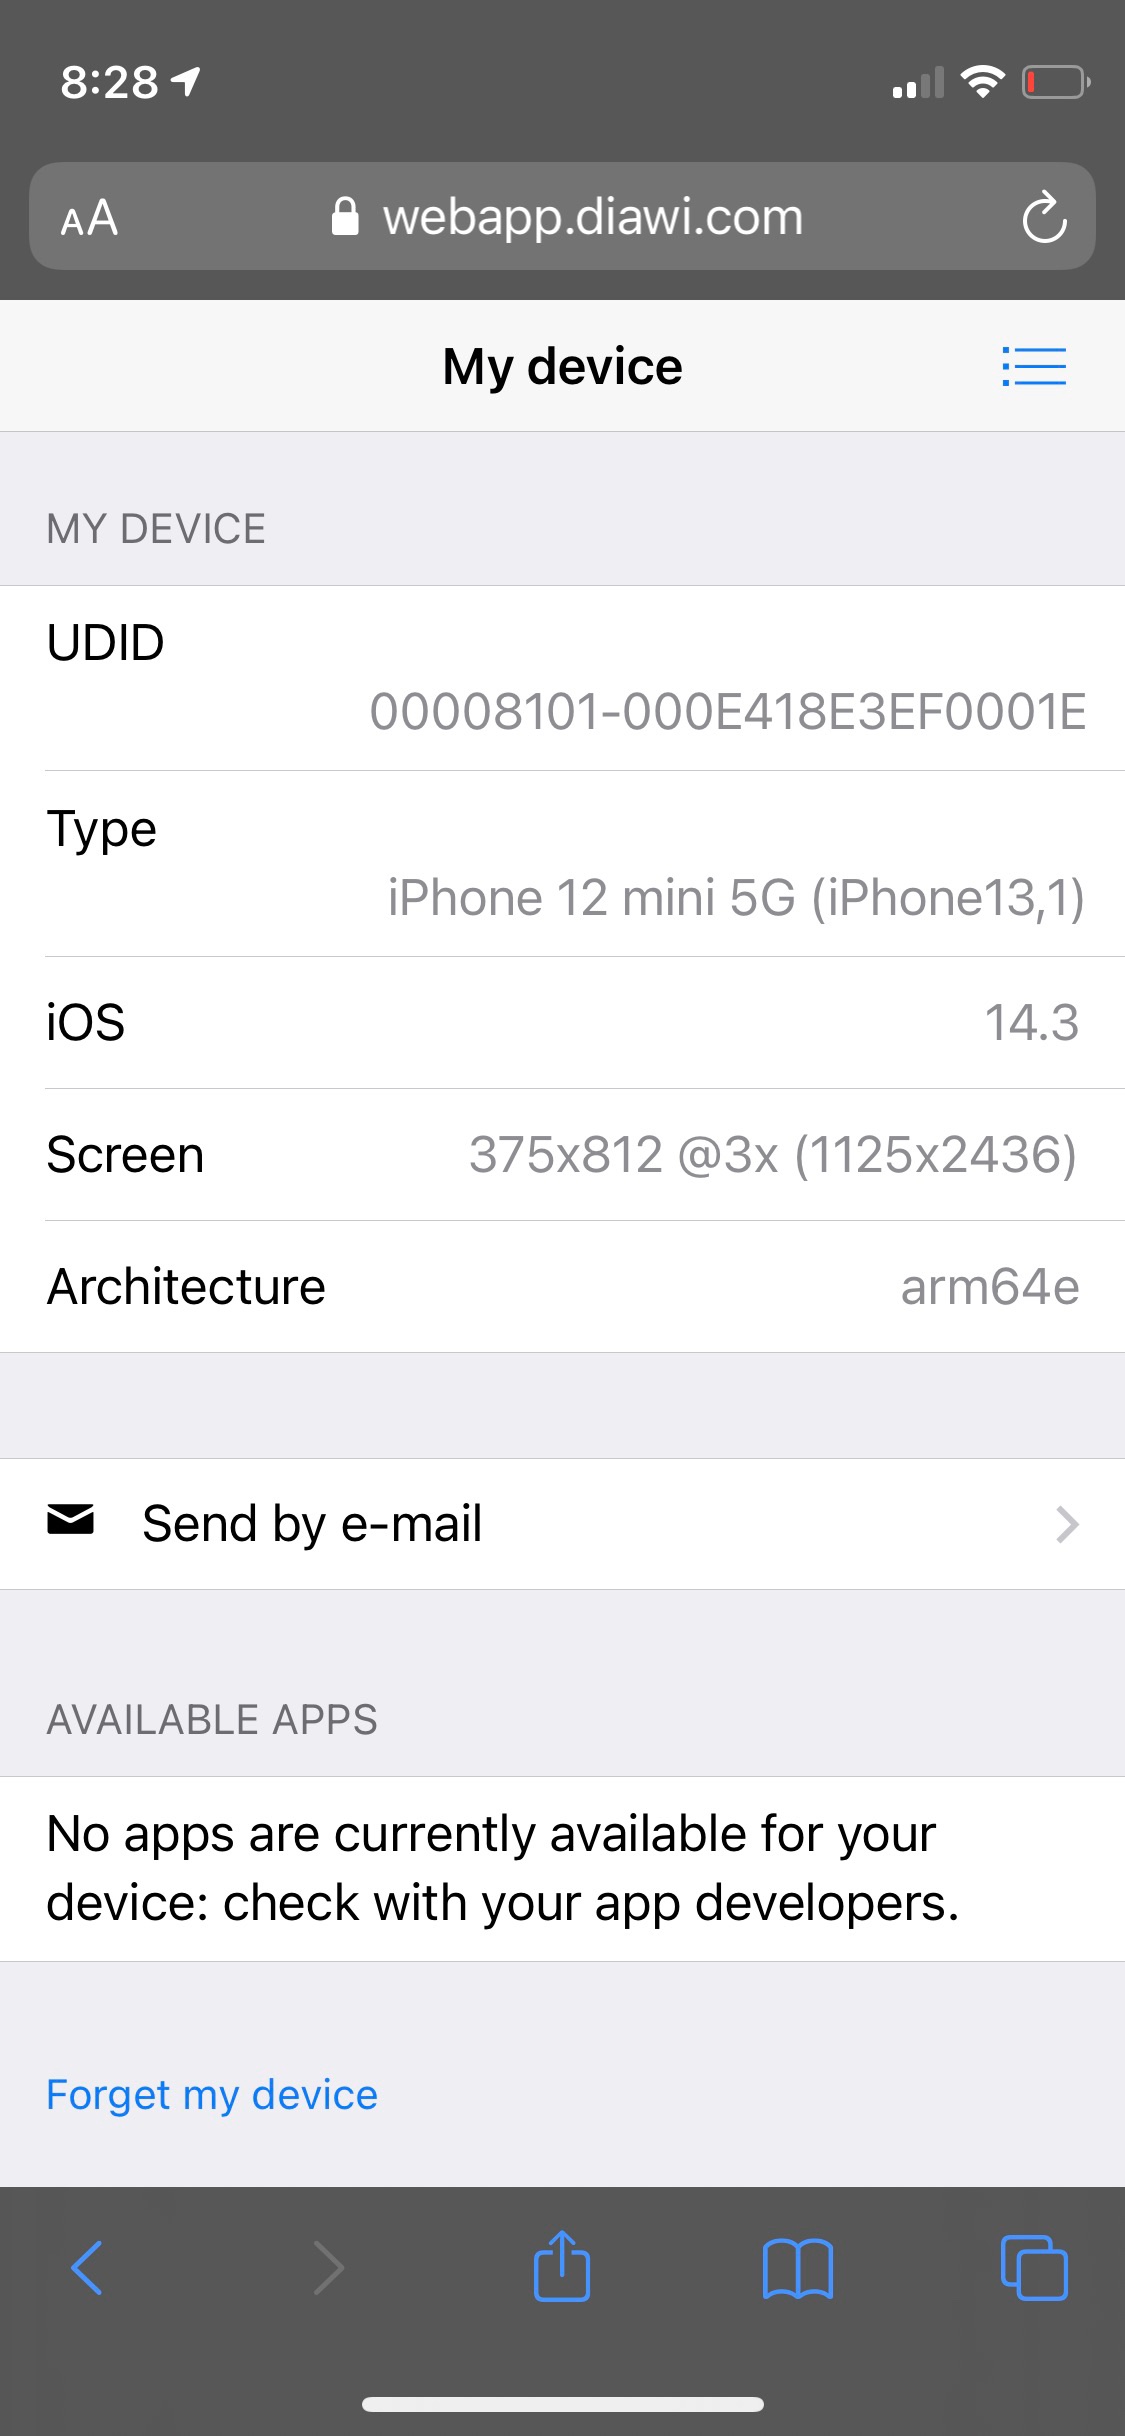 8:28
AA
webapp.diawi.com
My device
MY DEVICE
UDID
00008101-000E418E3EF0001E
Type
iPhone 12 mini 5G (iPhone13,1)
iOS 14.3
Screen 375x812 @3x (1125x2436)
Architecture arm64e
Send by e-mail
AVAILABLE APPS
No apps are currently available for your
device: check with your app developers.
Forget my device